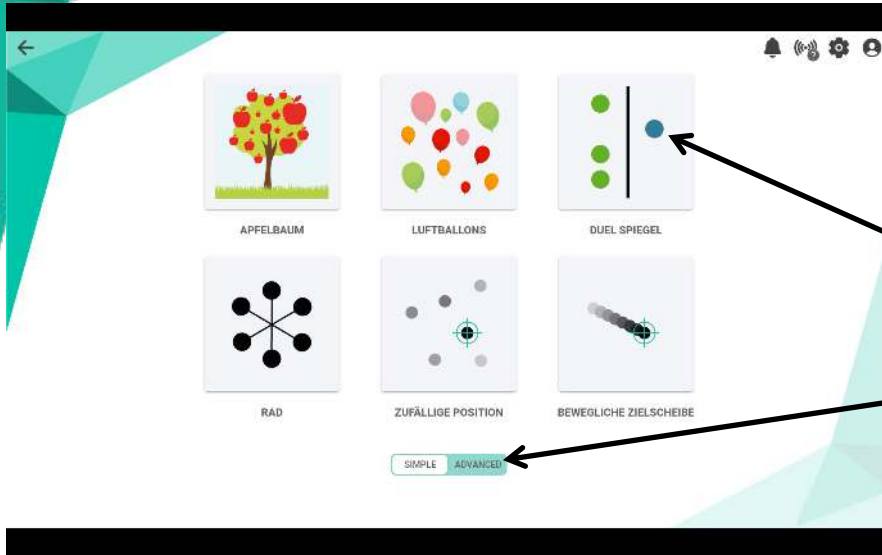 APFELBAUM
LUFTBALLONS
DUEL SPIEGEL
RAD
ZUFÄLLIGE POSITION
BEWEGLICHE ZIELSCHEIBE
SIMPLE ADVANCED